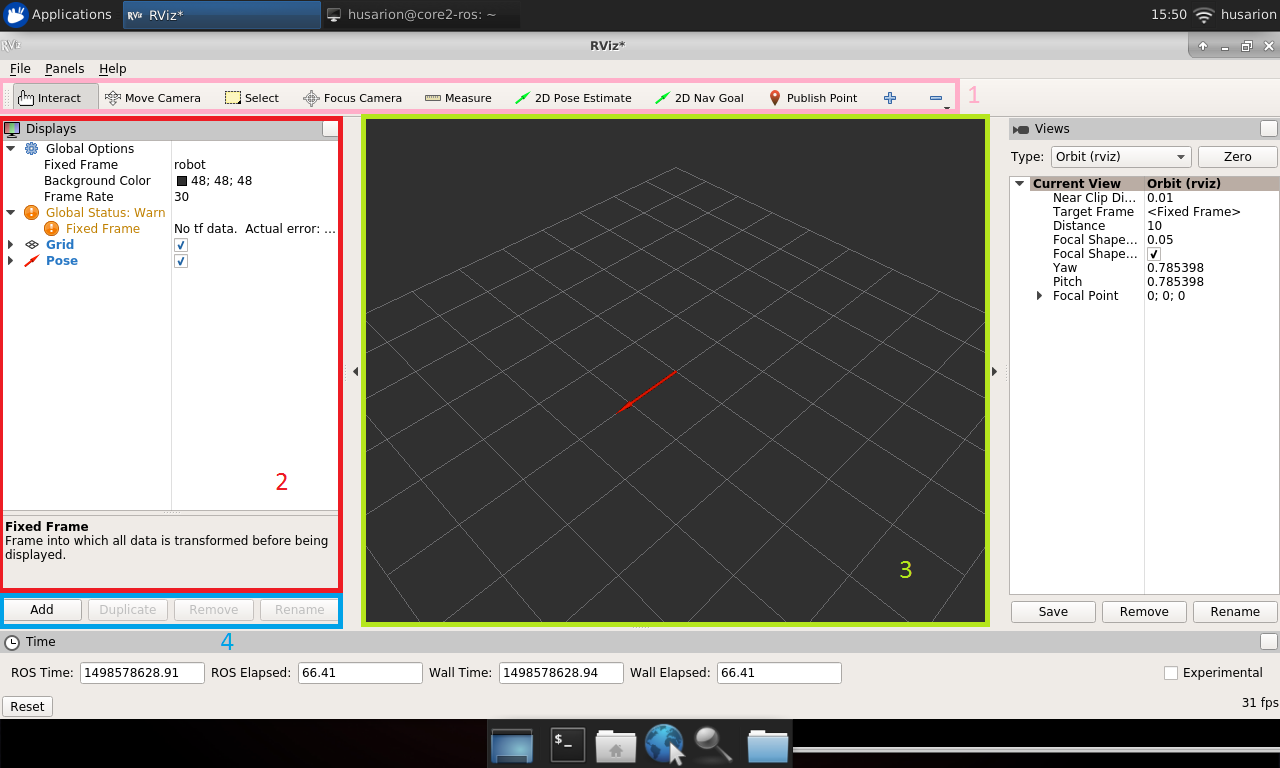 Applications RViz* husarion@core2-ros: ~ 15:50 husarion
RViz*
File Panels Help
Interact Move Camera Select Focus Camera Measure 2D Pose Estimate 2D Nav Goal Publish Point 1
Displays
Global Options
Fixed Frame robot
Background Color 48; 48; 48
Frame Rate 30
Global Status: Warn
Fixed Frame No tf data. Actual error: ...
Grid
Pose
2
Fixed Frame
Frame into which all data is transformed before being
displayed.
Add Duplicate Remove Rename
4
3
Views
Type: Orbit (rviz) Zero
Current View Orbit (rviz)
Near Clip Di... 0.01
Target Frame <Fixed Frame>
Distance 10
Focal Shape... 0.05
Focal Shape...
Yaw 0.785398
Pitch 0.785398
Focal Point 0; 0; 0
Save Remove Rename
Time
ROS Time: 1498578628.91 ROS Elapsed: 66.41 Wall Time: 1498578628.94 Wall Elapsed: 66.41 Experimental
Reset 31 fps
$_